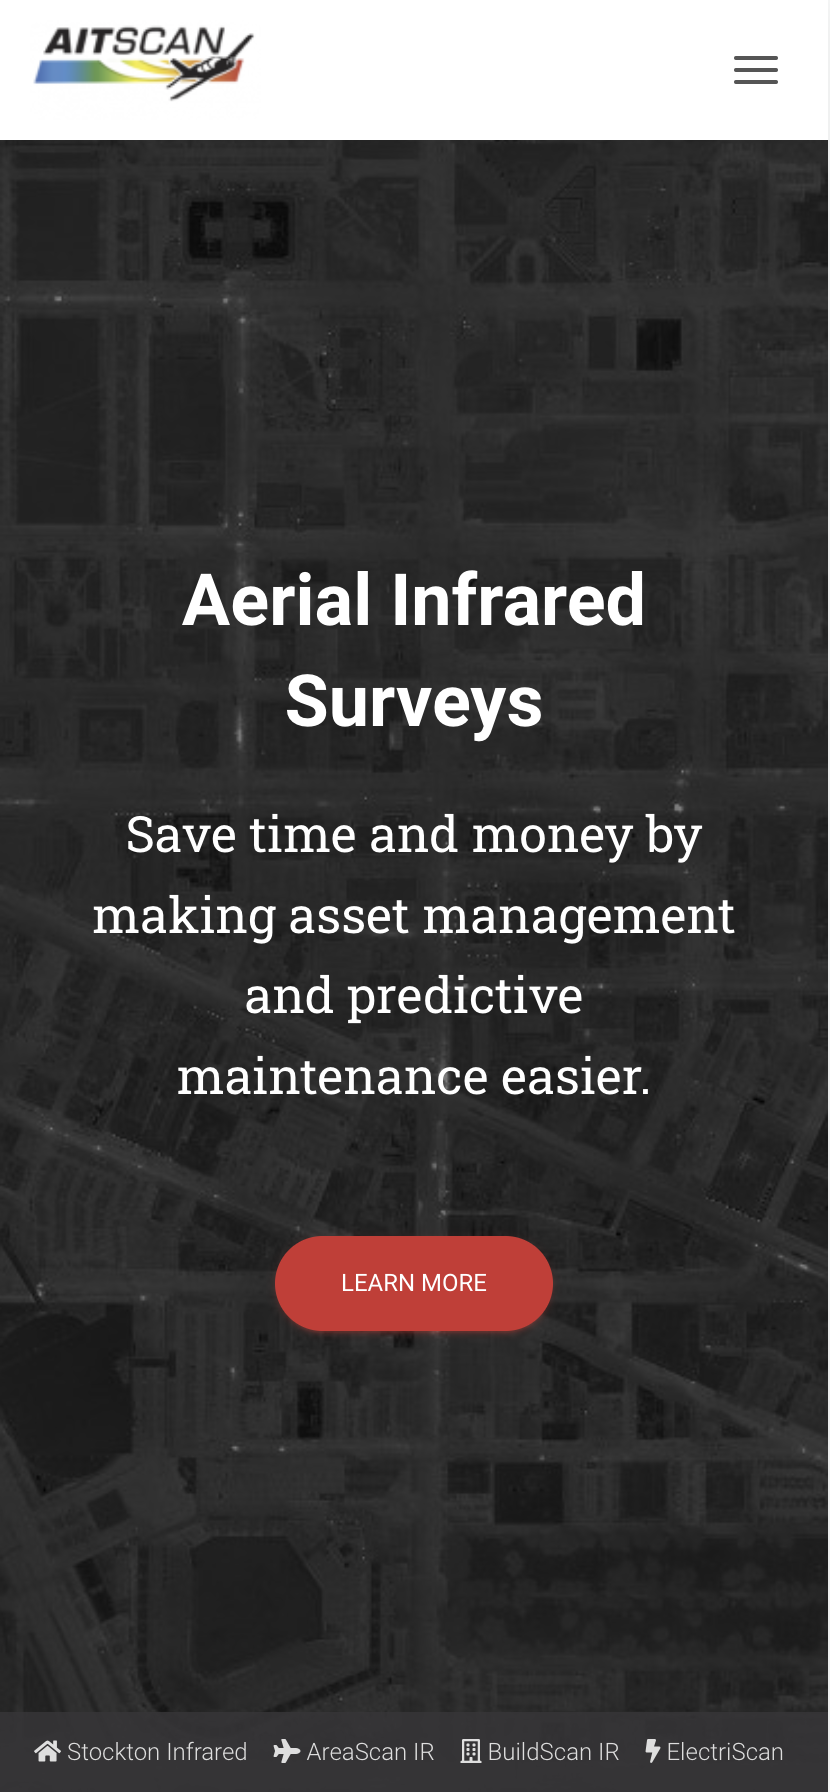 AITSCAN
Aerial Infrared
Surveys
Save time and money by
making asset management
and predictive
maintenance easier.
LEARN MORE
Stockton Infrared AreaScan IR BuildScan IR ElectriScan